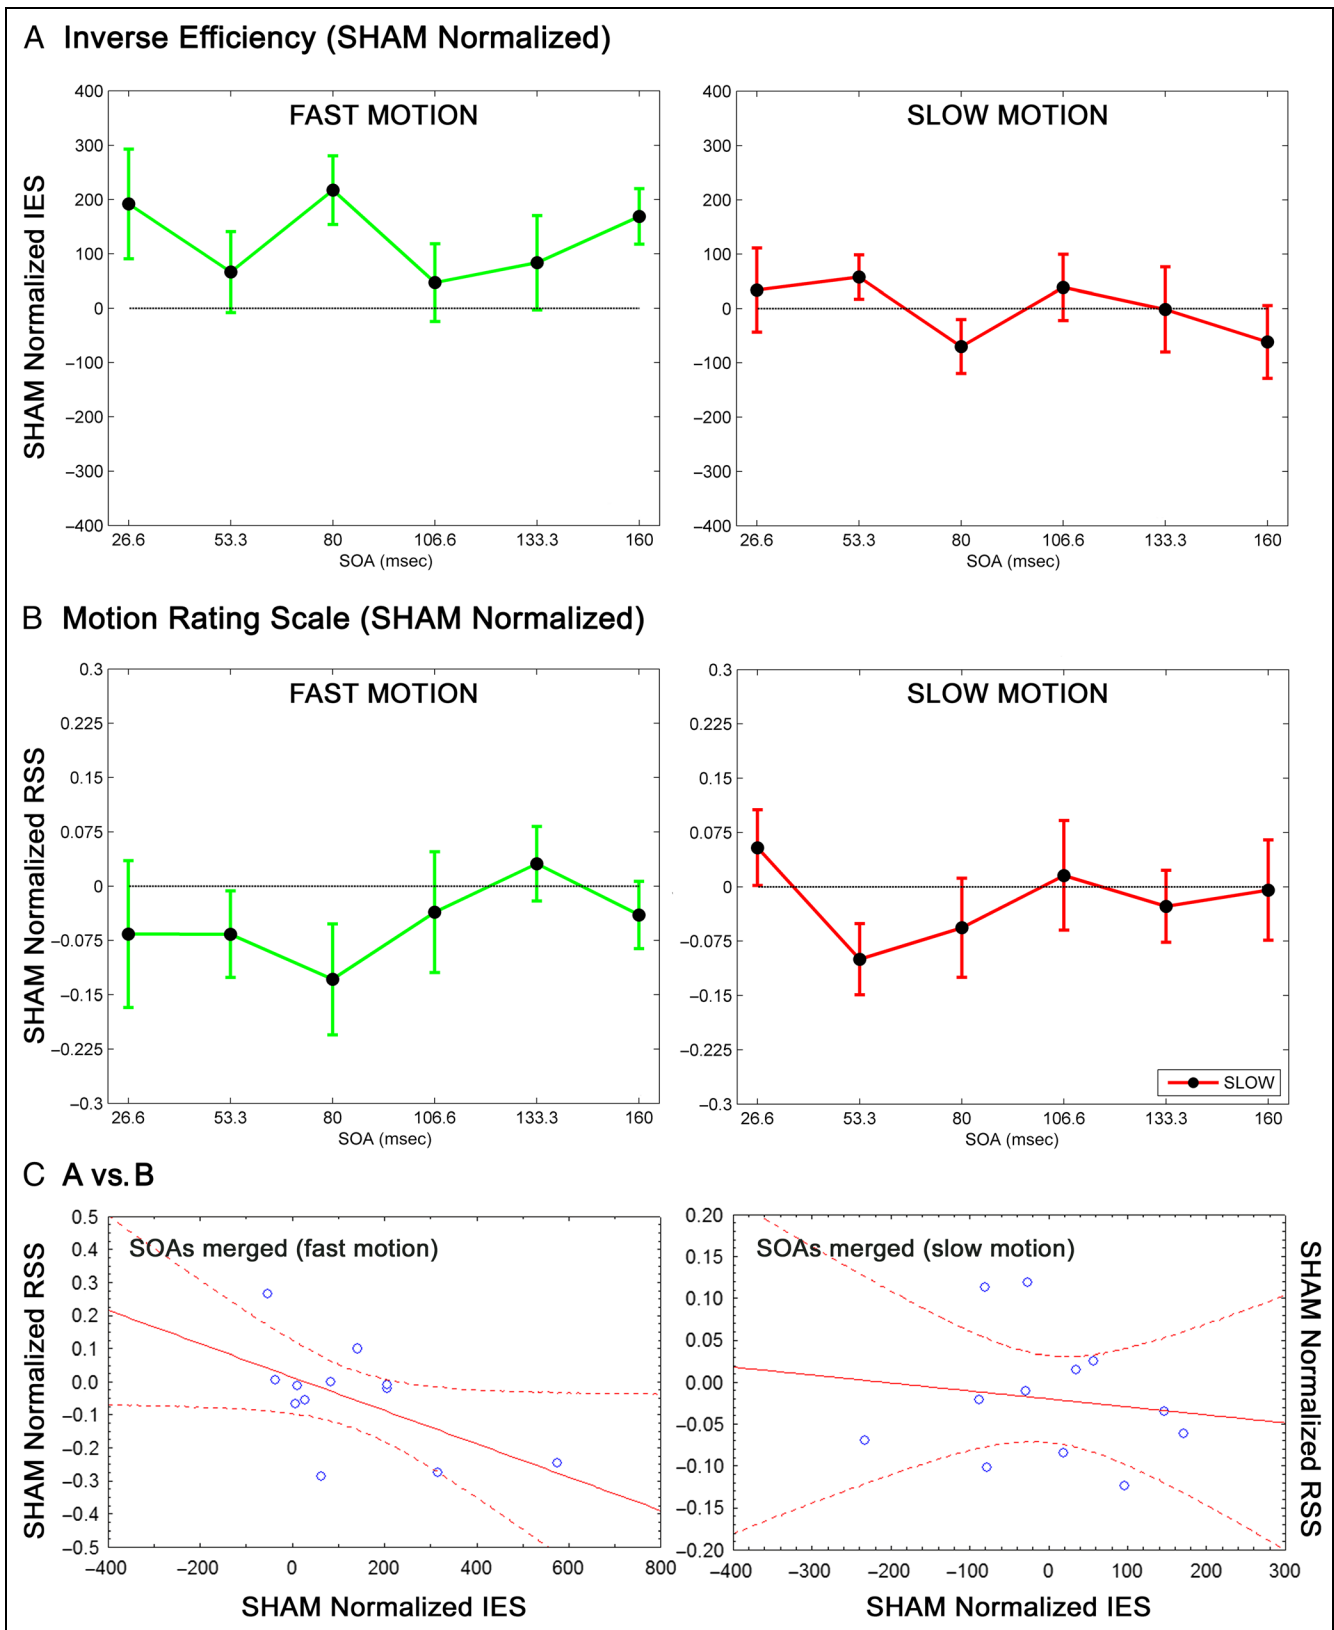 A Inverse Efficiency (SHAM Normalized)
FAST MOTION
SHAM Normalized IES
400
300
200
100
0
−100
−200
−300
−400
26.6 53.3 80 106.6 133.3 160
SOA (msec)
SLOW MOTION
400
300
200
100
0
−100
−200
−300
−400
26.6 53.3 80 106.6 133.3 160
SOA (msec)
B Motion Rating Scale (SHAM Normalized)
FAST MOTION
SHAM Normalized RSS
0.3
0.225
0.15
0.075
0
−0.075
−0.15
−0.225
−0.3
26.6 53.3 80 106.6 133.3 160
SOA (msec)
SLOW MOTION
0.3
0.225
0.15
0.075
0
−0.075
−0.15
−0.225
−0.3
SLOW
26.6 53.3 80 106.6 133.3 160
SOA (msec)
C A vs. B
SOAs merged (fast motion)
SHAM Normalized RSS
0.5
0.4
0.3
0.2
0.1
0.0
−0.1
−0.2
−0.3
−0.4
−0.5
−400 −200 0 200 400 600 800
SHAM Normalized IES
SOAs merged (slow motion)
0.20
0.15
0.10
0.05
0.00
−0.05
−0.10
−0.15
−0.20
SHAM Normalized RSS
−400 −300 −200 −100 0 100 200 300
SHAM Normalized IES